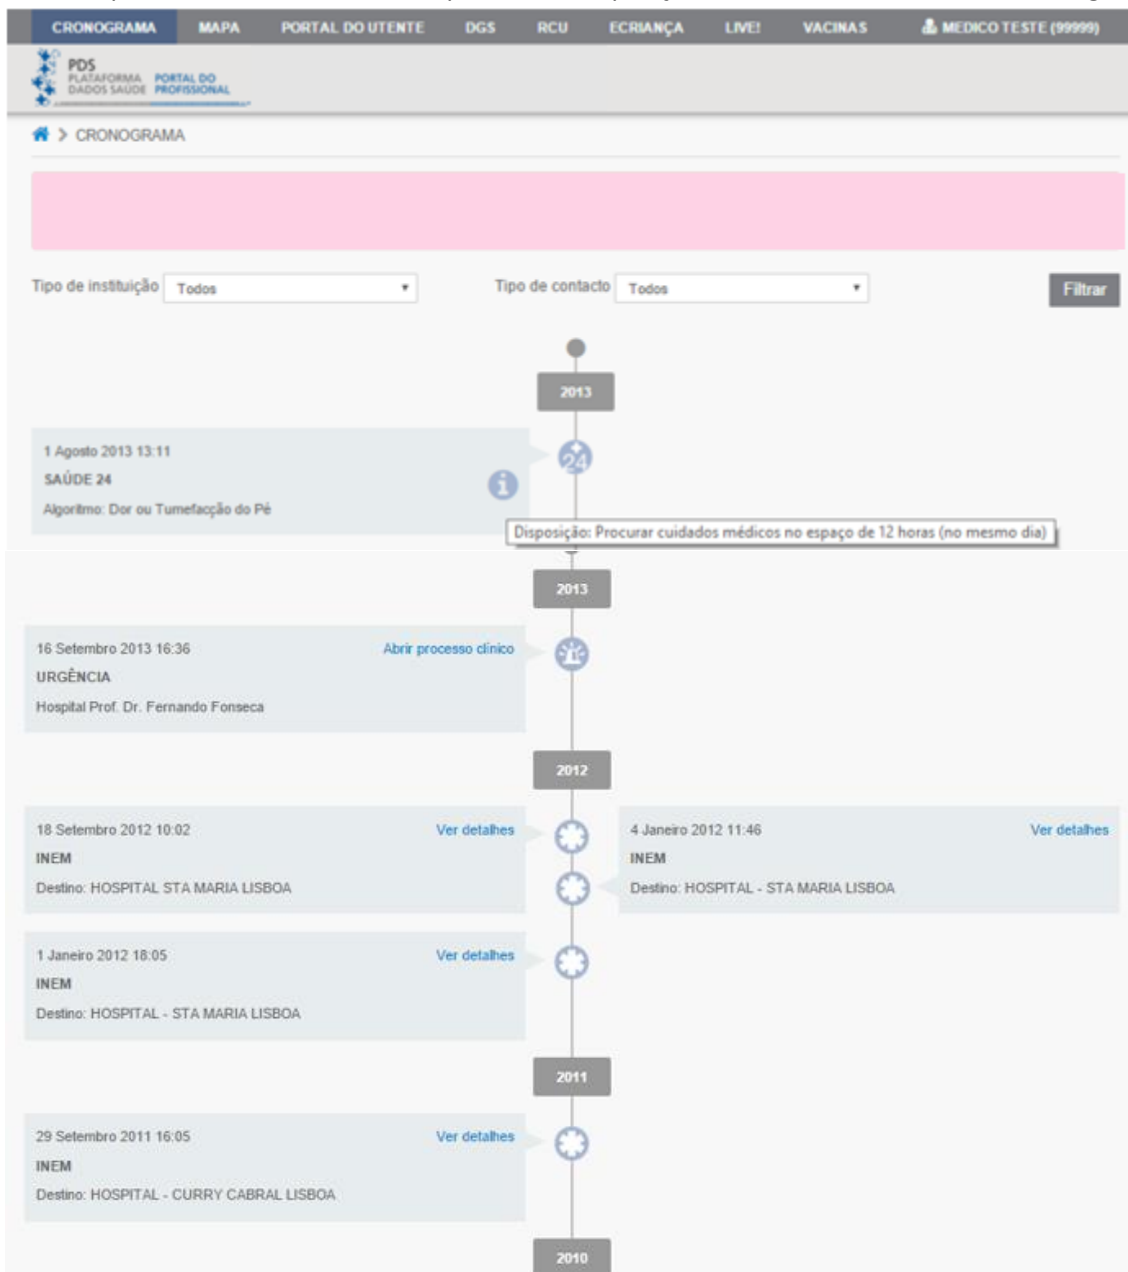 CRONOGRAMA MAPA PORTAL DO UTENTE DGS RCU ECRIANÇA LIVE! VACINAS MEDICO TESTE (99999)
PDS
PLATAFORMA DADOS SAÚDE
PORTAL DO PROFISSIONAL
> CRONOGRAMA
Tipo de instituição Todos Tipo de contacto Todos Filtrar
2013
1 Agosto 2013 13:11
SAÚDE 24
Algoritmo: Dor ou Tumefacção do Pé
24
Disposição: Procurar cuidados médicos no espaço de 12 horas (no mesmo dia)
2013
16 Setembro 2013 16:36 Abrir processo clínico
URGÊNCIA
Hospital Prof. Dr. Fernando Fonseca
2012
18 Setembro 2012 10:02 Ver detalhes
INEM
Destino: HOSPITAL STA MARIA LISBOA
4 Janeiro 2012 11:46 Ver detalhes
INEM
Destino: HOSPITAL - STA MARIA LISBOA
1 Janeiro 2012 18:05 Ver detalhes
INEM
Destino: HOSPITAL - STA MARIA LISBOA
2011
29 Setembro 2011 16:05 Ver detalhes
INEM
Destino: HOSPITAL - CURRY CABRAL LISBOA
2010